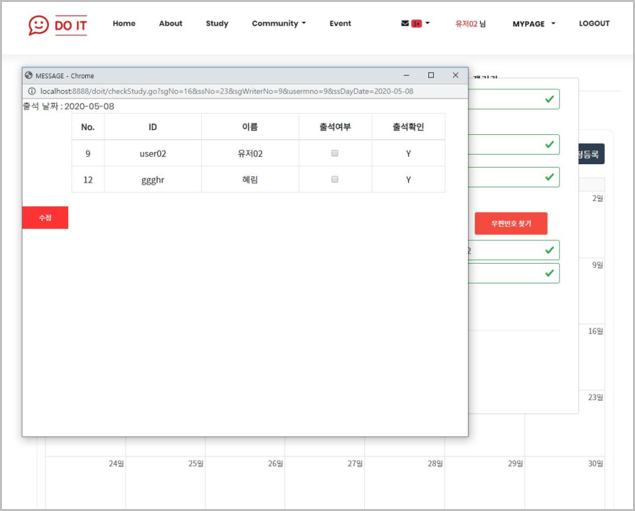 DO IT
Home About Study Community Event 1+ 유저02 님 MYPAGE LOGOUT
MESSAGE - Chrome
localhost:8888/doit/checkStudy.go?sgNo=16&ssNo=23&sgWriterNo=9&usermno=9&ssDayDate=2020-05-08
출석 날짜 : 2020-05-08
No. ID 이름 출석여부 출석확인
9 user02 유저02 Y
12 ggghr 혜림 Y
수정
우편번호 찾기
2일
9일
16일
23일
24일 25일 26일 27일 28일 29일 30일